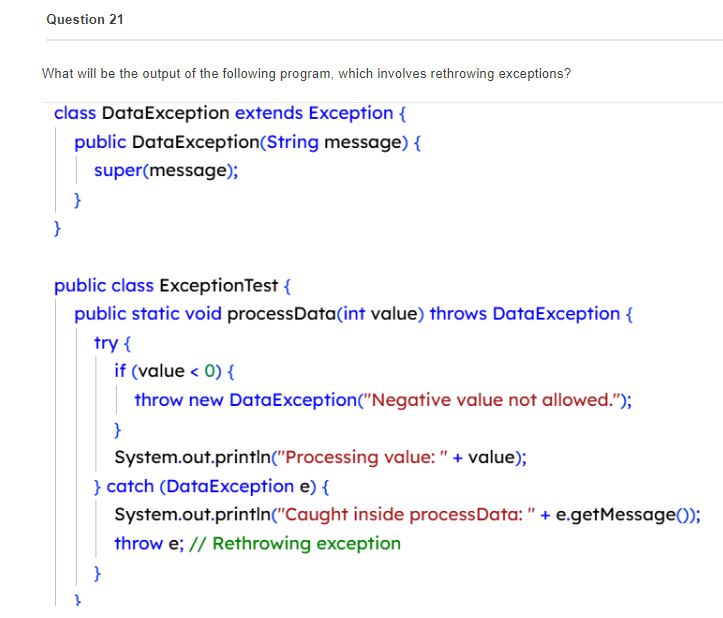 Question 21
What will be the output of the following program, which involves rethrowing exceptions?
class DataException extends Exception {
public DataException(String message) {
super(message);
}
}
public class ExceptionTest {
public static void processData(int value) throws DataException {
try {
if (value < 0) {
throw new DataException("Negative value not allowed.");
}
System.out.println("Processing value: " + value);
} catch (DataException e) {
System.out.println("Caught inside processData: " + e.getMessage());
throw e; // Rethrowing exception
}
}